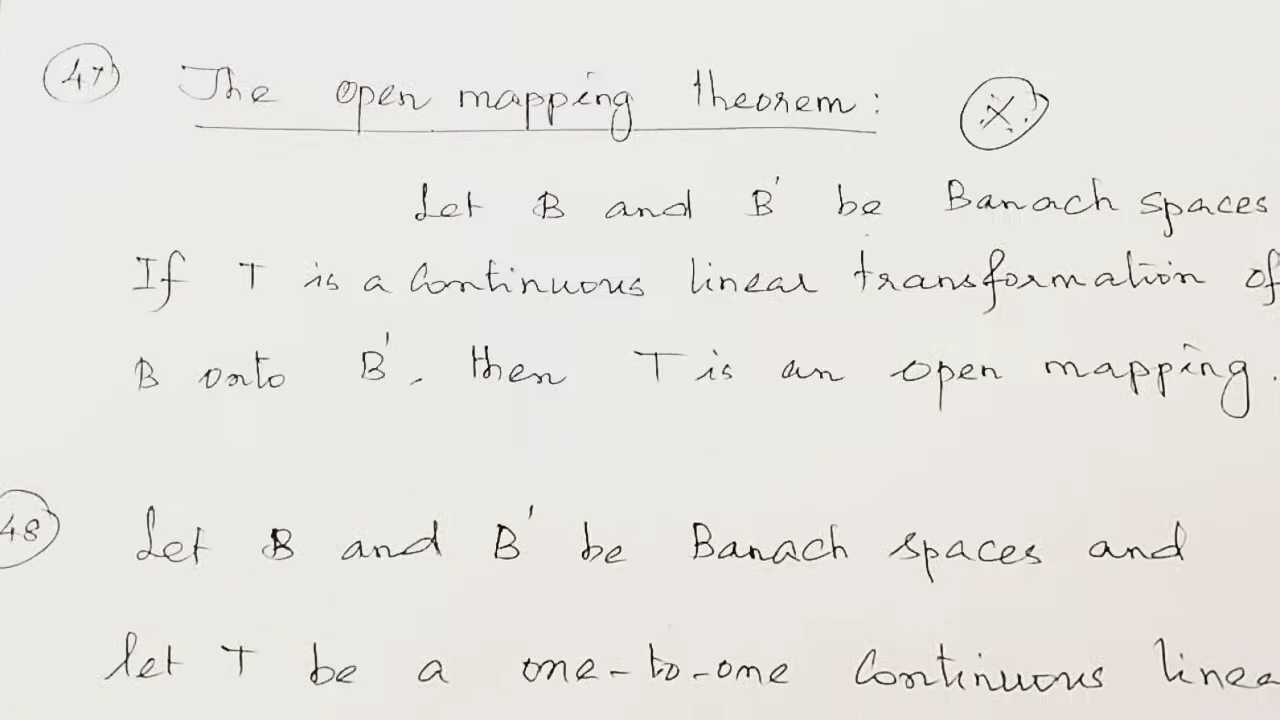 47 The open mapping theorem: X
Let B and B' be Banach spaces
If T is a Continuous linear transformation of
B onto B', then T is an open mapping.
48 Let B and B' be Banach spaces and
let T be a one-to-one Continuous linea